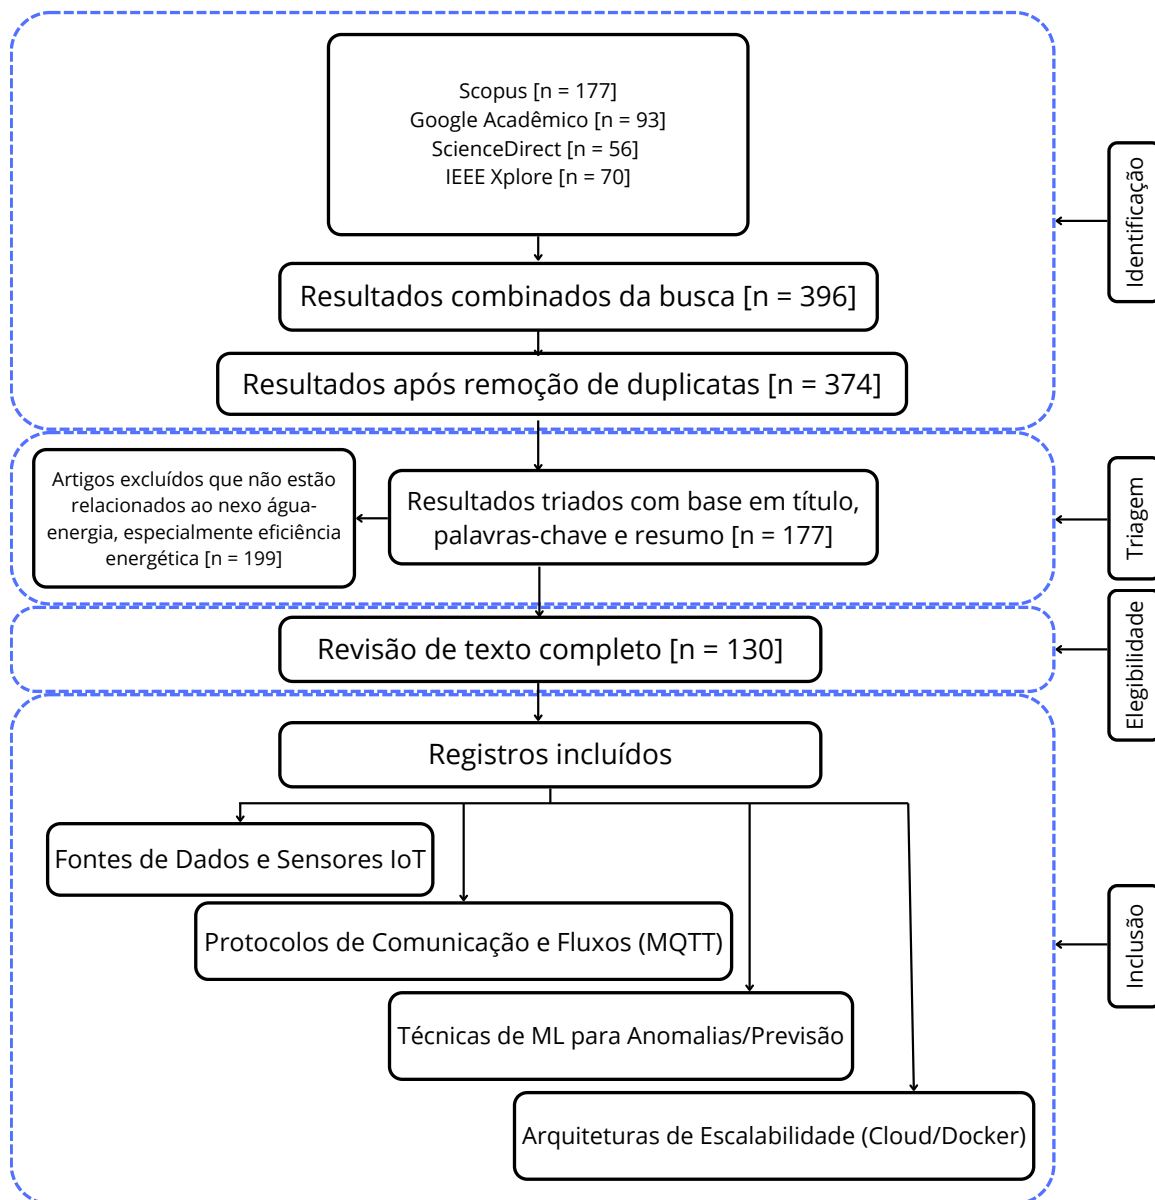 Scopus [n = 177]
Google Acadêmico [n = 93]
ScienceDirect [n = 56]
IEEE Xplore [n = 70]
Identificação
Resultados combinados da busca [n = 396]
Resultados após remoção de duplicatas [n = 374]
Artigos excluídos que não estão
relacionados ao nexo água-
energia, especialmente eficiência
energética [n = 199]
Resultados triados com base em título,
palavras-chave e resumo [n = 177]
Triagem
Revisão de texto completo [n = 130]
Elegibilidade
Registros incluídos
Fontes de Dados e Sensores IoT
Protocolos de Comunicação e Fluxos (MQTT)
Inclusão
Técnicas de ML para Anomalias/Previsão
Arquiteturas de Escalabilidade (Cloud/Docker)